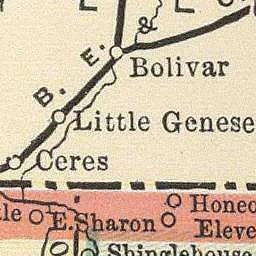 B. E. &
Bolivar
Little Genese
Ceres
Honeo
le E. Sharon
Eleve
Shinglehouse